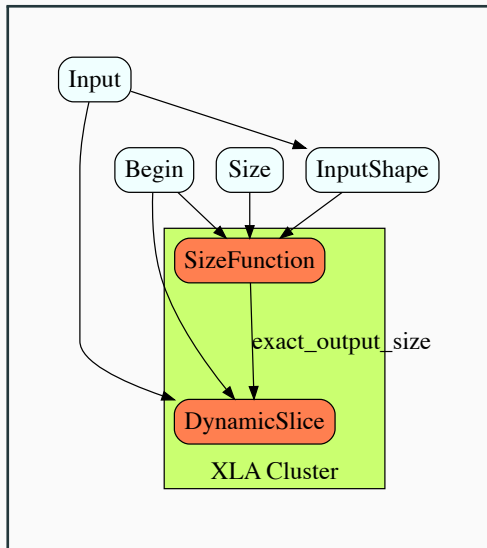 Input
Begin
Size
InputShape
SizeFunction
exact_output_size
DynamicSlice
XLA Cluster